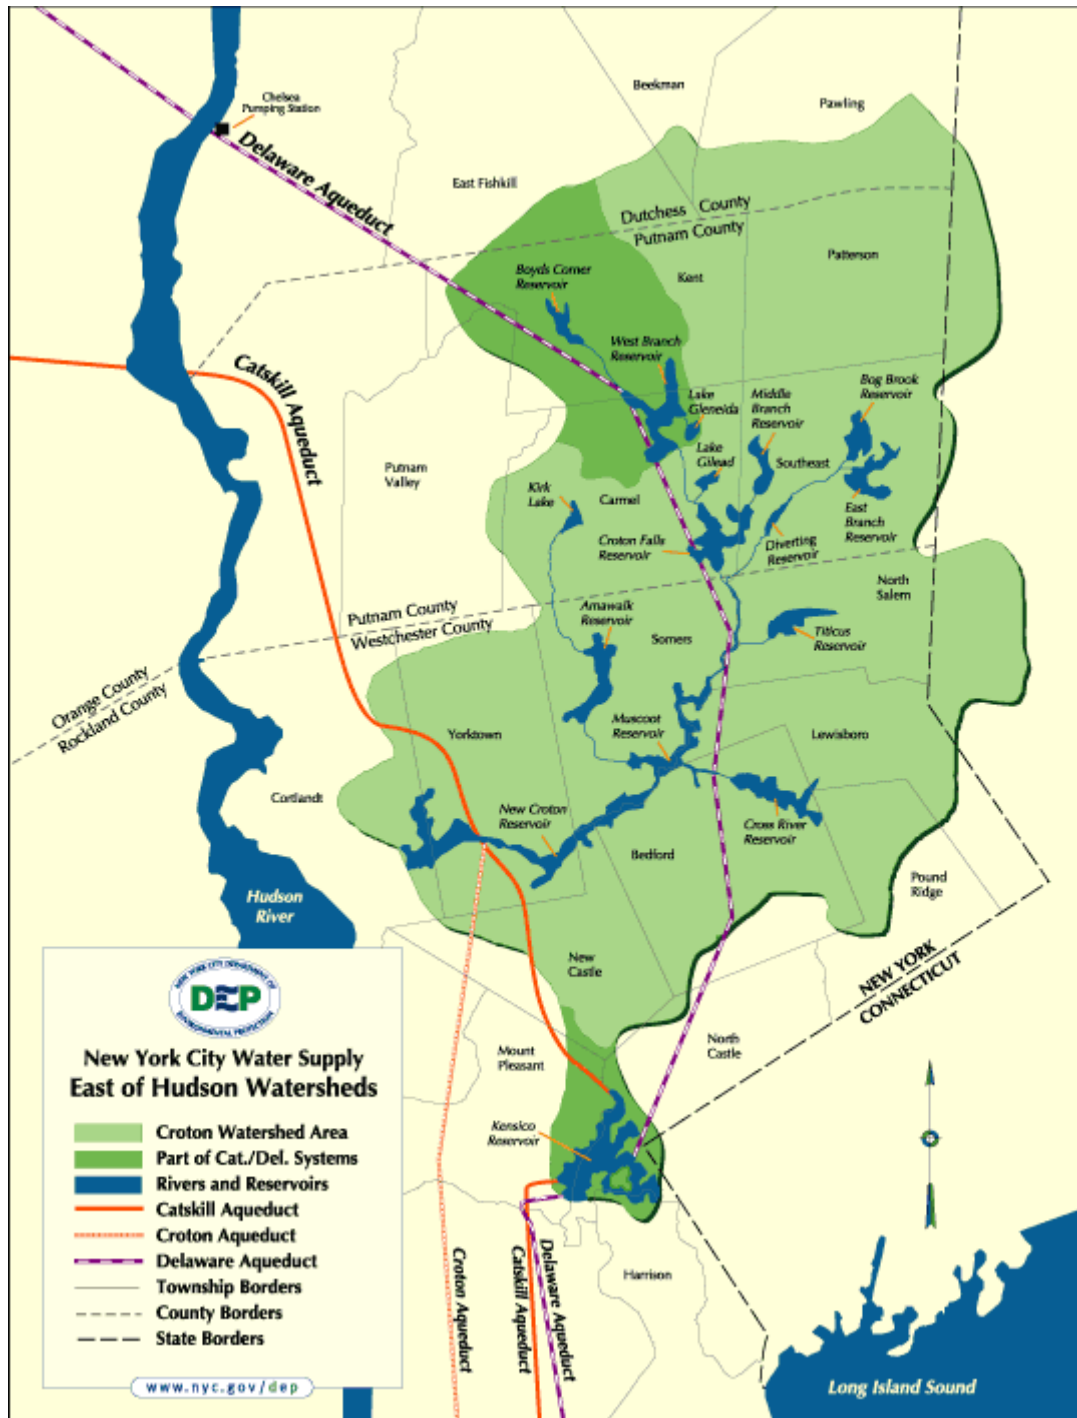 Beekman
Pawling
Chelsea
Pumping Station
Delaware Aqueduct
East Fishkill
Dutchess County
Putnam County
Patterson
Kent
Boyds Corner
Reservoir
West Branch
Reservoir
Catskill Aqueduct
Lake
Gleneida
Middle
Branch
Reservoir
Bog Brook
Reservoir
Putnam
Valley
Lake
Gilead
Southeast
Kirk
Lake
Carmel
East
Branch
Reservoir
Croton Falls
Reservoir
Diverting
Reservoir
North
Salem
Putnam County
Westchester County
Amawalk
Reservoir
Somers
Titicus
Reservoir
Orange County
Rockland County
Yorktown
Muscoot
Reservoir
Lewisboro
Cortlandt
New Croton
Reservoir
Cross River
Reservoir
Bedford
Pound
Ridge
Hudson
River
New
Castle
NEW YORK
CONNECTICUT
Mount
Pleasant
North
Castle
Kensico
Reservoir
Harrison
Croton Aqueduct
Catskill Aqueduct
Delaware Aqueduct
Long Island Sound
NEW YORK CITY DEPARTMENT OF
DEP
ENVIRONMENTAL PROTECTION
New York City Water Supply
East of Hudson Watersheds
Croton Watershed Area
Part of Cat./Del. Systems
Rivers and Reservoirs
Catskill Aqueduct
Croton Aqueduct
Delaware Aqueduct
Township Borders
County Borders
State Borders
www.nyc.gov/dep